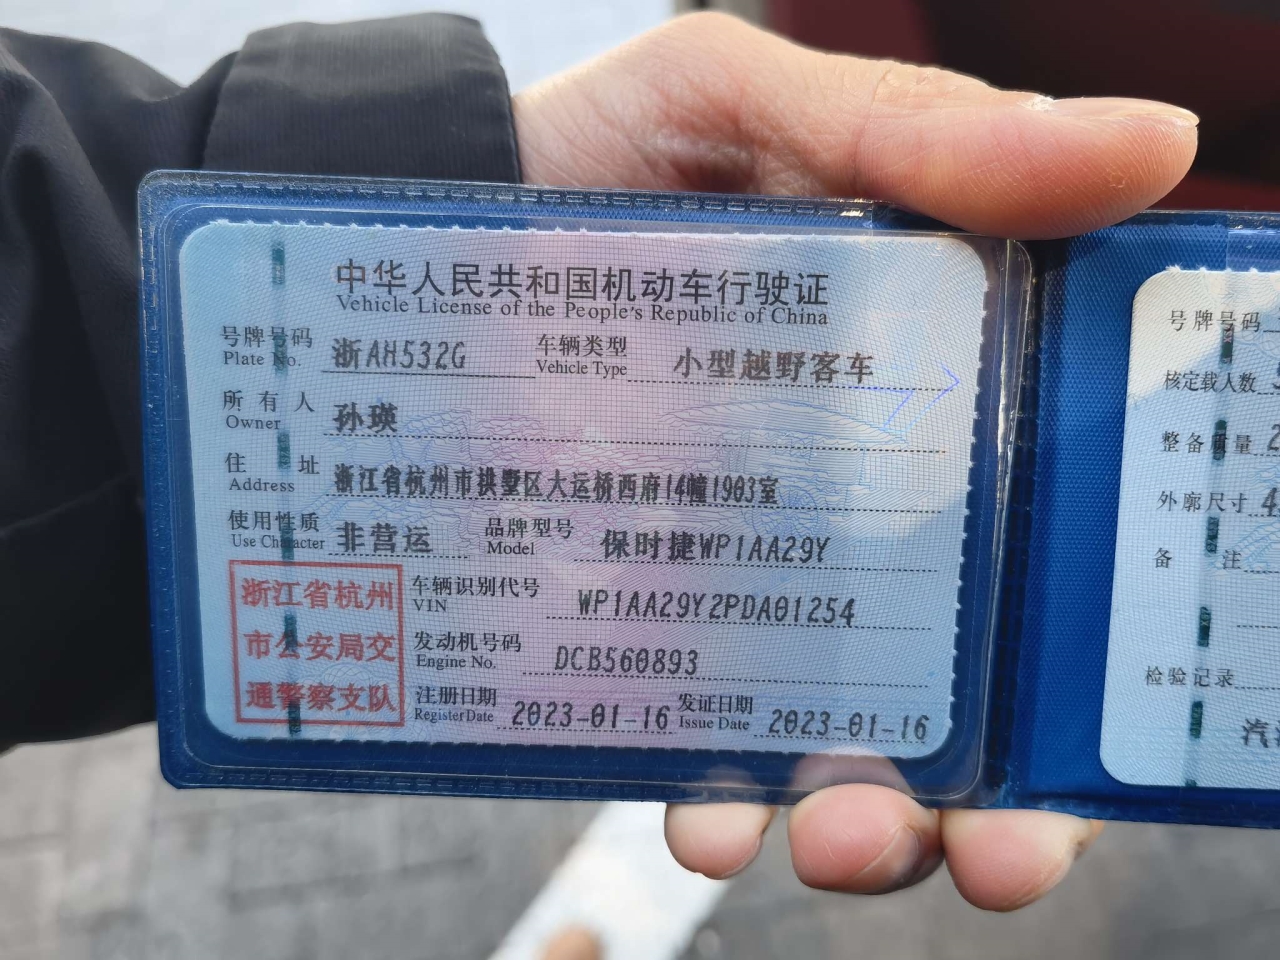 中华人民共和国机动车行驶证
Vehicle License of the People's Republic of China
号牌号码 浙AH532G 车辆类型 小型越野客车
Plate No. Vehicle Type
所有人 孙瑛
Owner
住址 浙江省杭州市拱墅区大运桥西府14幢1903室
Address
使用性质 非营运 品牌型号 保时捷WP1AA29Y
Use Character Model
浙江省杭州
市公安局交
通警察支队
车辆识别代号 WP1AA29Y2PDA01254
VIN
发动机号码 DCB560893
Engine No.
注册日期 2023-01-16 发证日期 2023-01-16
Register Date Issue Date
号牌号码
核定载人数
整备质量 2
外廓尺寸 4
备注
检验记录
汽